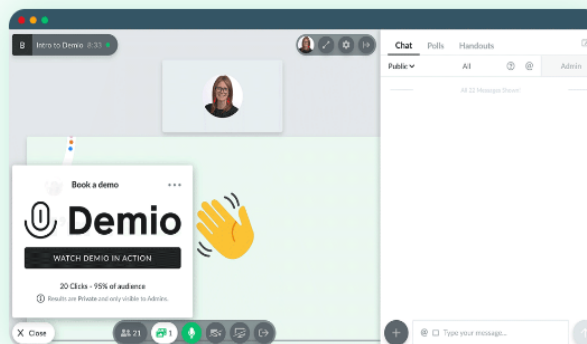 B Intro to Demio 8:33
Chat Polls Handouts
Public All @ Admin
All 22 Messages Shown
Book a demo
Demio
WATCH DEMIO IN ACTION
20 Clicks - 95% of audience
Results are Private and only visible to Admins.
X Close
21
1
+ @ Type your message...